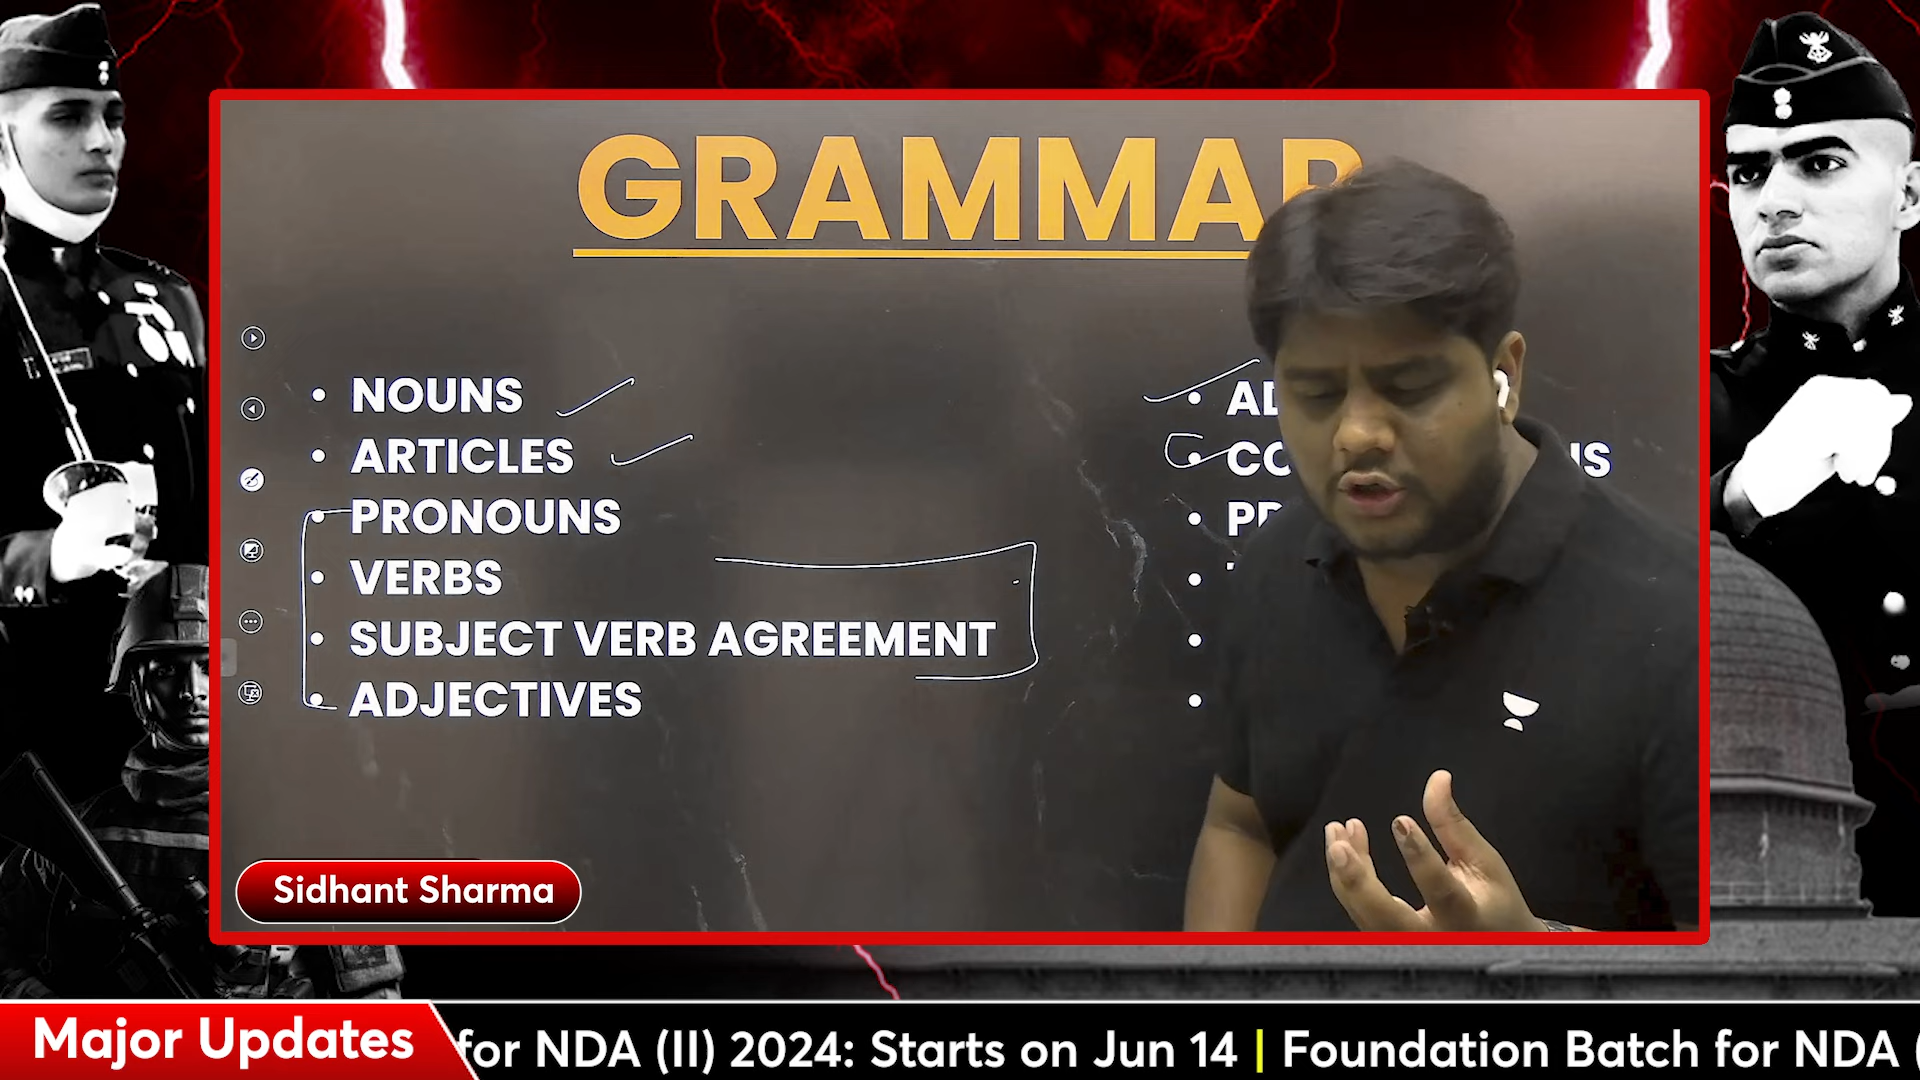 GRAMMAR
NOUNS
ARTICLES
PRONOUNS
VERBS
SUBJECT VERB AGREEMENT
ADJECTIVES
Sidhant Sharma
Major Updates
for NDA (II) 2024: Starts on Jun 14 | Foundation Batch for NDA (